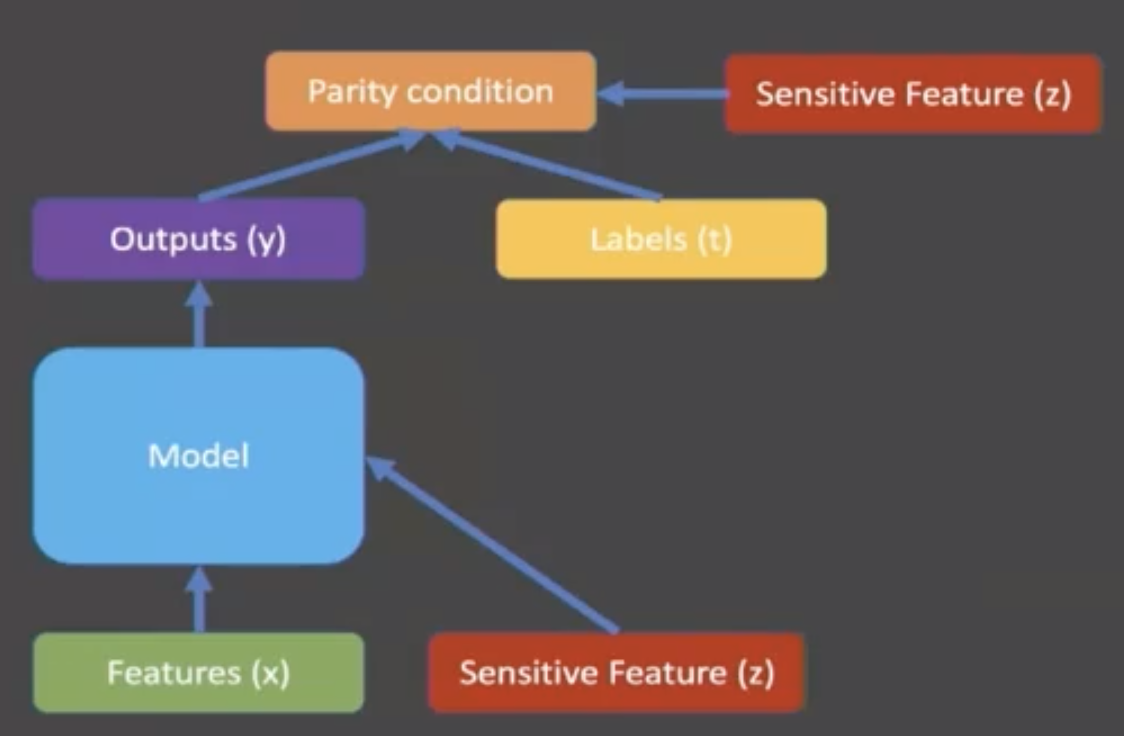 Parity condition
Sensitive Feature (z)
Outputs (y)
Labels (t)
Model
Features (x)
Sensitive Feature (z)